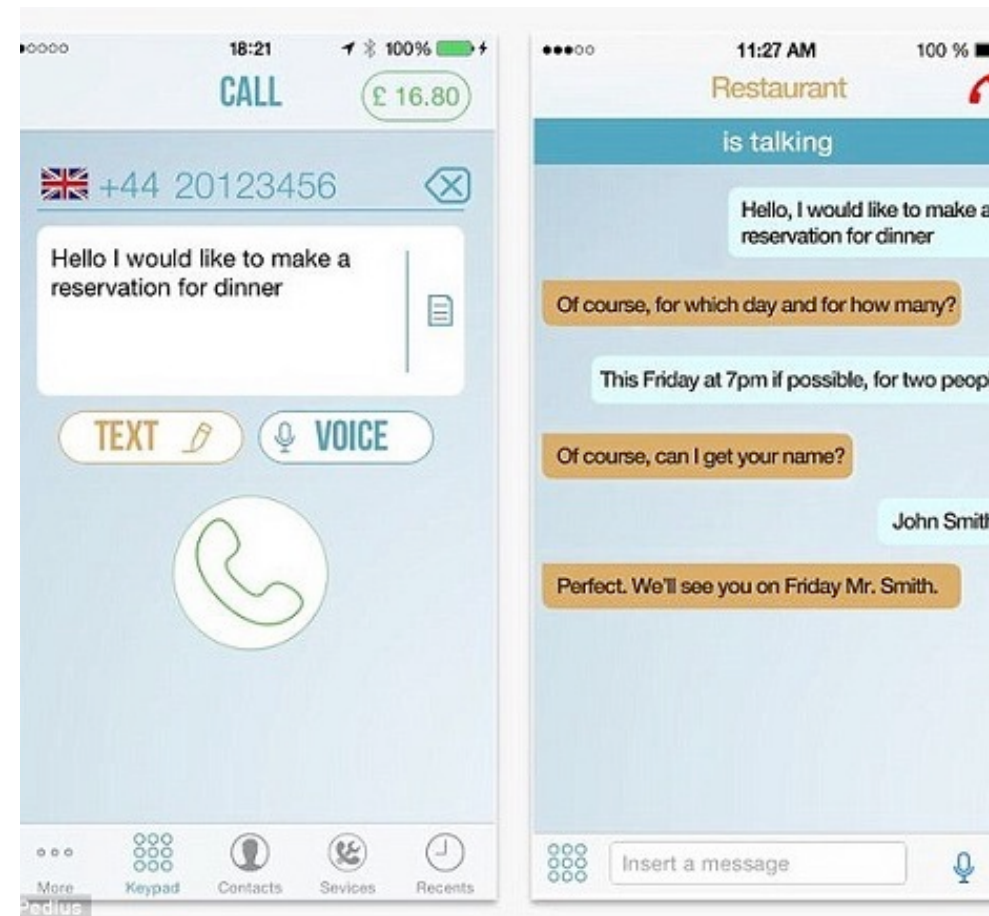 18:21
100%
CALL
£ 16.80
+44 20123456
Hello I would like to make a
reservation for dinner
TEXT
VOICE
More
Keypad
Contacts
Sevices
Recents
Pedius
11:27 AM
100 %
Restaurant
is talking
Hello, I would like to make a
reservation for dinner
Of course, for which day and for how many?
This Friday at 7pm if possible, for two peopl
Of course, can I get your name?
John Smith
Perfect. We'll see you on Friday Mr. Smith.
Insert a message